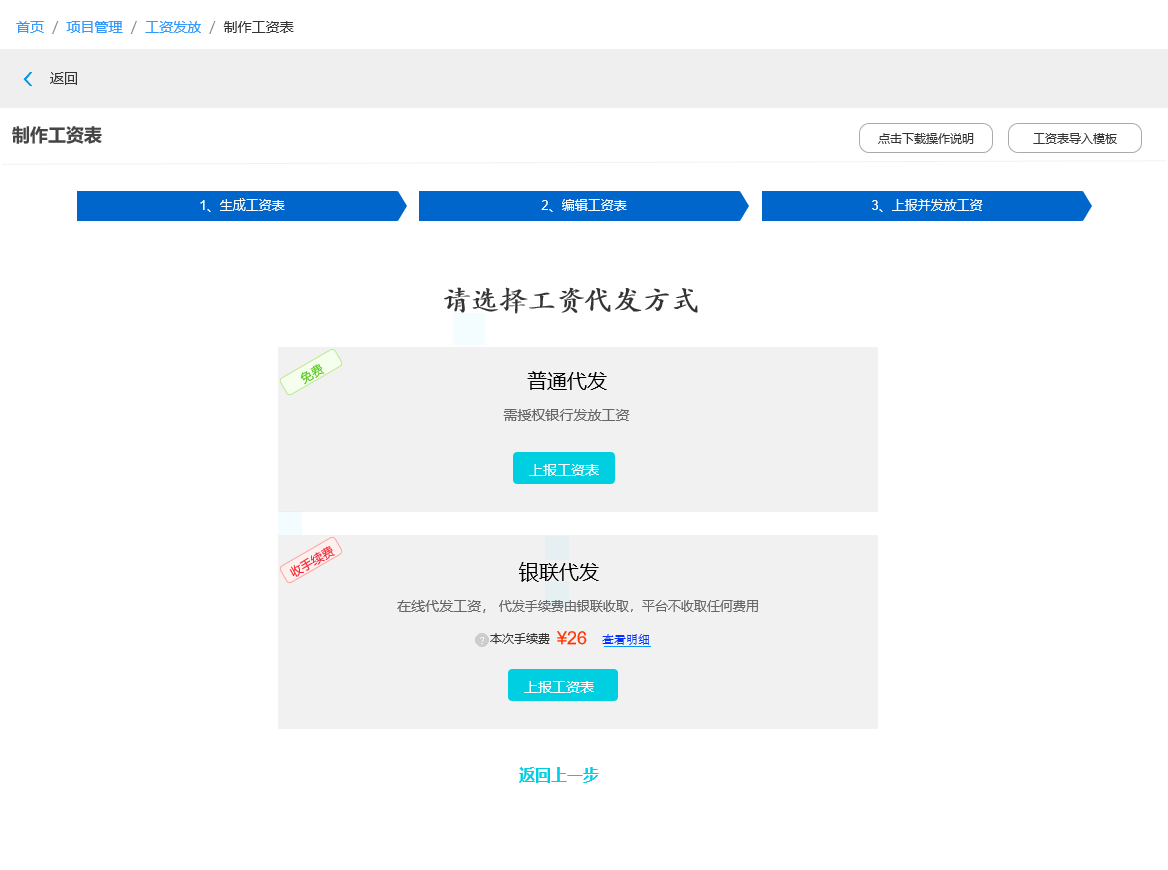 首页 / 项目管理 / 工资发放 / 制作工资表
返回
制作工资表
点击下载操作说明
工资表导入模板
1、生成工资表
2、编辑工资表
3、上报并发放工资
请选择工资代发方式
免费
普通代发
需授权银行发放工资
上报工资表
收手续费
银联代发
在线代发工资， 代发手续费由银联收取，平台不收取任何费用
?本次手续费 ¥26 查看明细
上报工资表
返回上一步